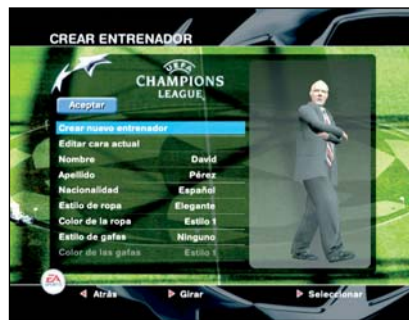 CREAR ENTRENADOR
UEFA
CHAMPIONS
LEAGUE
Aceptar
Crear nuevo entrenador
Editar cara actual
Nombre David
Apellido Pérez
Nacionalidad Español
Estilo de ropa Elegante
Color de la ropa Estilo 1
Estilo de gafas Ninguno
Color de las gafas Estilo 1
EA
Atrás Girar Seleccionar